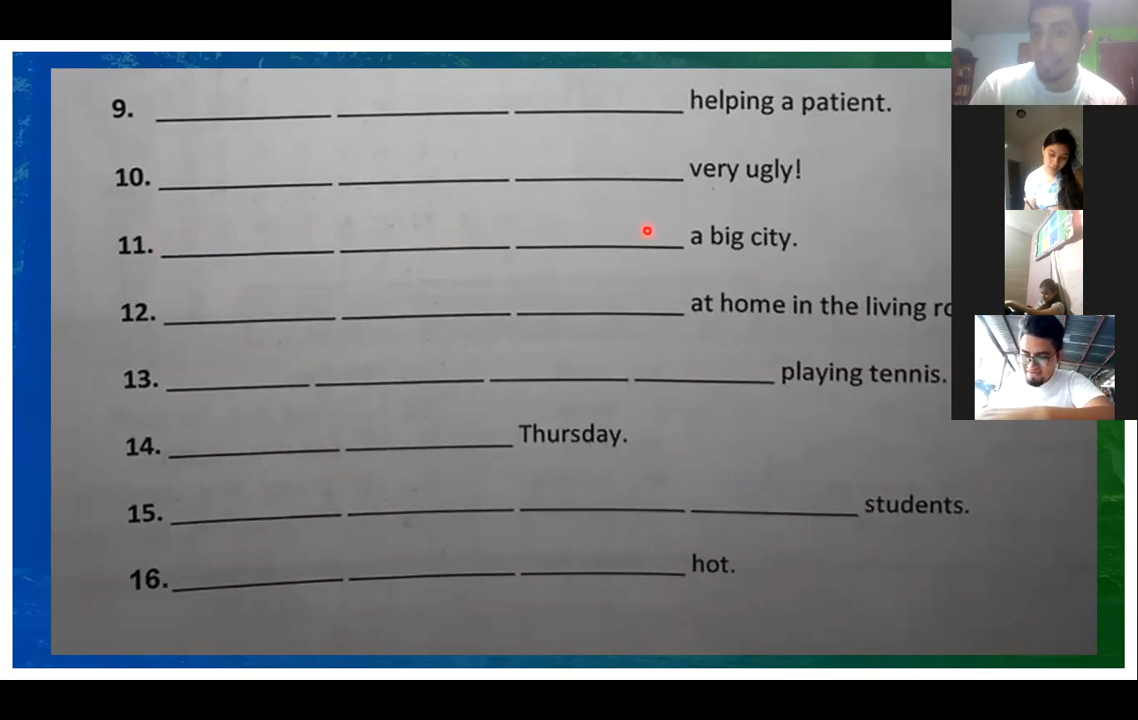 9. helping a patient.
10. very ugly!
11. a big city.
12. at home in the living
13. playing tennis.
14. Thursday.
15. students.
16. hot.